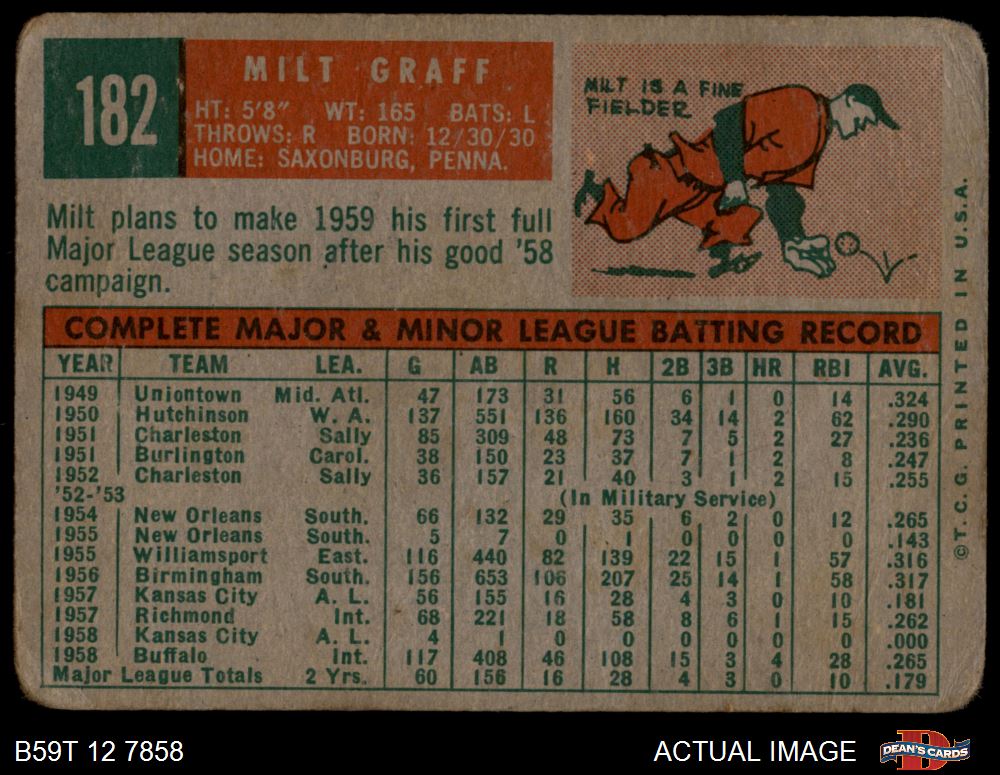 182
MILT GRAFF
HT: 5'8" WT: 165 BATS: L
THROWS: R BORN: 12/30/30
HOME: SAXONBURG, PENNA.
MILT IS A FINE
FIELDER
Milt plans to make 1959 his first full
Major League season after his good '58
campaign.
COMPLETE MAJOR & MINOR LEAGUE BATTING RECORD
YEAR TEAM LEA. G AB R H 2B 3B HR RBI AVG.
1949 Uniontown Mid. Atl. 47 173 31 56 6 1 0 14 .324
1950 Hutchinson W. A. 137 551 136 160 34 14 2 62 .290
1951 Charleston Sally 85 309 48 73 7 5 2 27 .236
1951 Burlington Carol. 38 150 23 37 7 1 2 8 .247
1952 Charleston Sally 36 157 21 40 3 1 2 15 .255
'52-'53 (In Military Service)
1954 New Orleans South. 66 132 29 35 6 2 0 12 .265
1955 New Orleans South. 5 7 0 1 0 0 0 0 .143
1955 Williamsport East. 116 440 82 139 22 15 1 57 .316
1956 Birmingham South. 156 653 106 207 25 14 1 58 .317
1957 Kansas City A. L. 56 155 16 28 4 3 0 10 .181
1957 Richmond Int. 68 221 18 58 8 6 1 15 .262
1958 Kansas City A. L. 4 1 0 0 0 0 0 0 .000
1958 Buffalo Int. 117 408 46 108 15 3 4 28 .265
Major League Totals 2 Yrs. 60 156 16 28 4 3 0 10 .179
©T. C. G. PRINTED IN U.S.A.
B59T 12 7858
ACTUAL IMAGE
D
DEAN'S CARDS